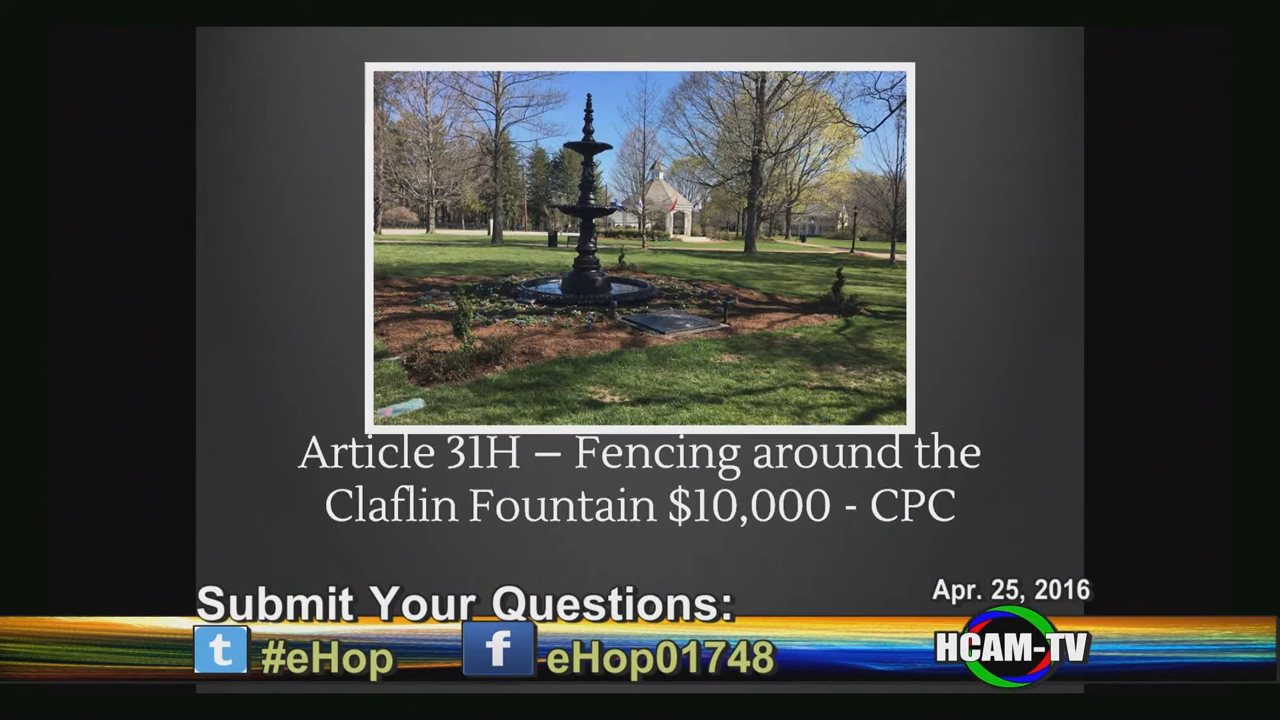 Article 31H – Fencing around the
Claflin Fountain $10,000 - CPC
Submit Your Questions:
Apr. 25, 2016
t #eHop
f eHop01748
HCAM-TV